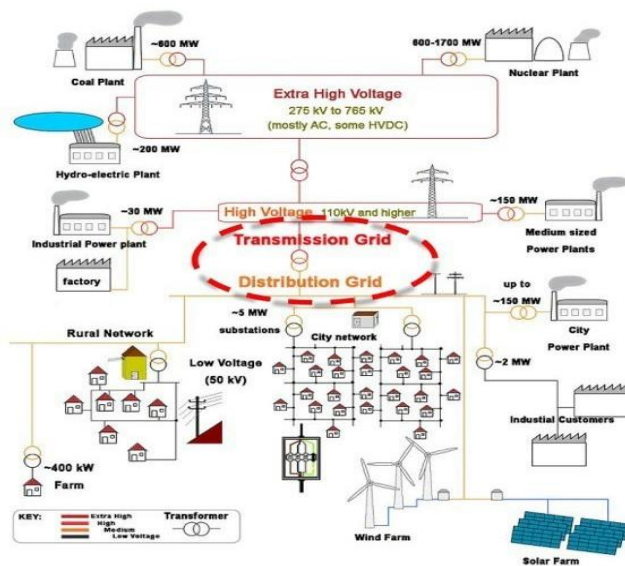 ~600 MW
Coal Plant
600-1700 MW
Nuclear Plant
Extra High Voltage
275 kV to 765 kV
(mostly AC, some HVDC)
~200 MW
Hydro-electric Plant
High Voltage 110kV and higher
~30 MW
Industrial Power plant
~150 MW
Medium sized
Power Plants
Transmission Grid
Distribution Grid
factory
up to
~150 MW
City
Power Plant
~5 MW
substations
Rural Network
City network
Low Voltage
(50 kV)
~2 MW
Industial Customers
~400 kW
Farm
Wind Farm
Solar Farm
KEY:
Extra High
High
Medium
Low Voltage
Transformer